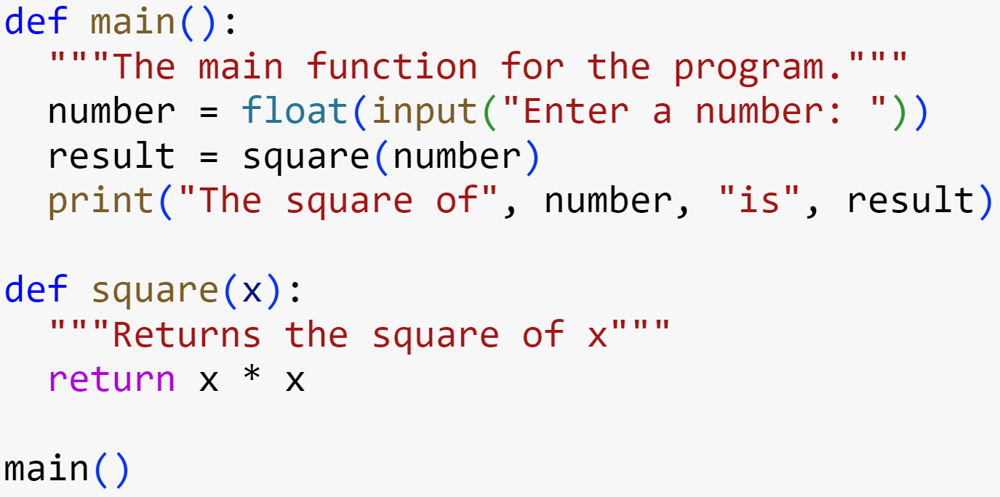 def main():
  """The main function for the program."""
  number = float(input("Enter a number: "))
  result = square(number)
  print("The square of", number, "is", result)

def square(x):
  """Returns the square of x"""
  return x * x

main()